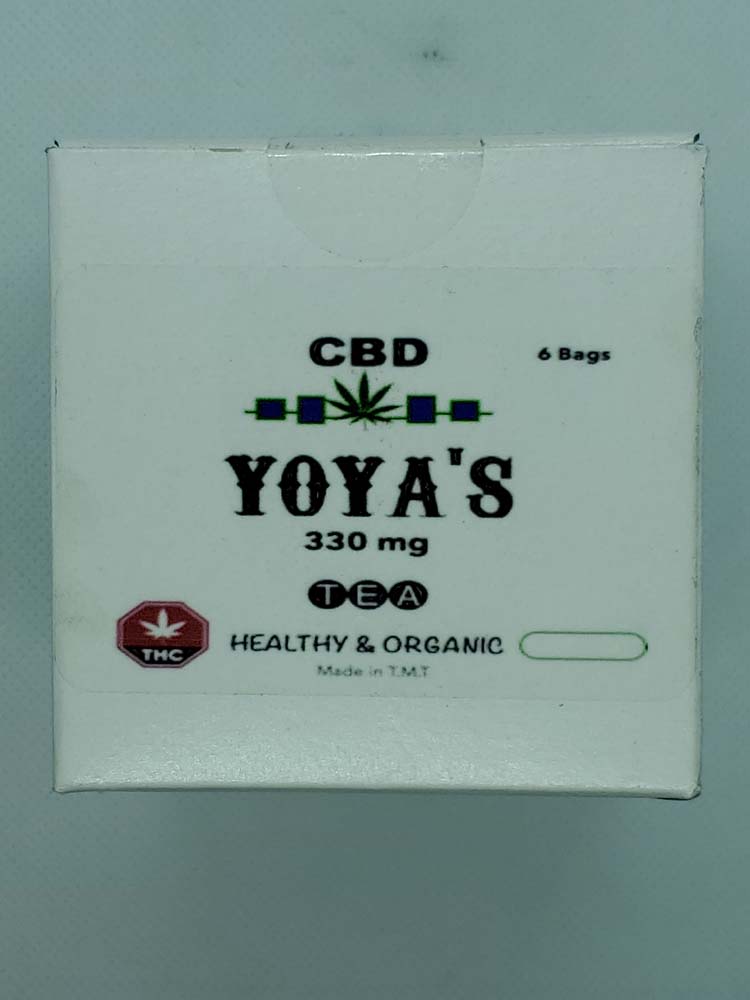 CBD
6 Bags
YOYA'S
330 mg
TEA
THC
HEALTHY & ORGANIC
Made in T.M.T